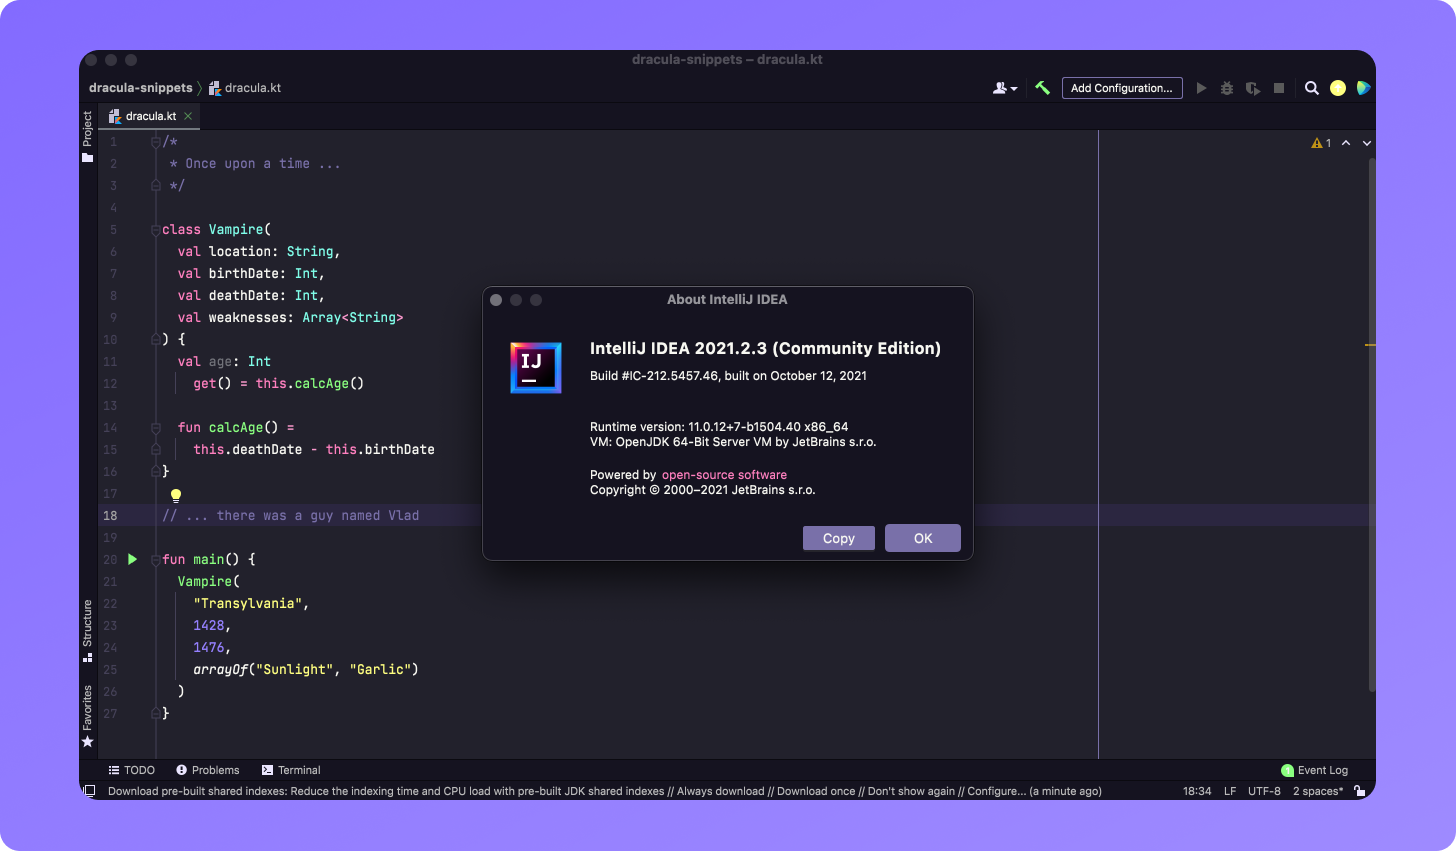 dracula-snippets – dracula.kt
dracula-snippets 〉 dracula.kt
Add Configuration...
Project
dracula.kt
1 /*
2 * Once upon a time ...
3 */
4
5 class Vampire(
6 val location: String,
7 val birthDate: Int,
8 val deathDate: Int,
9 val weaknesses: Array<String>
10 ) {
11 val age: Int
12 get() = this.calcAge()
13
14 fun calcAge() =
15 this.deathDate - this.birthDate
16 }
17
18 // ... there was a guy named Vlad
19
20 fun main() {
21 Vampire(
22 "Transylvania",
23 1428,
24 1476,
25 arrayOf("Sunlight", "Garlic")
26 )
27 }
1
About IntelliJ IDEA
IJ
IntelliJ IDEA 2021.2.3 (Community Edition)
Build #IC-212.5457.46, built on October 12, 2021
Runtime version: 11.0.12+7-b1504.40 x86_64
VM: OpenJDK 64-Bit Server VM by JetBrains s.r.o.
Powered by open-source software
Copyright © 2000–2021 JetBrains s.r.o.
Copy
OK
Structure
Favorites
TODO
Problems
Terminal
Event Log
Download pre-built shared indexes: Reduce the indexing time and CPU load with pre-built JDK shared indexes // Always download // Download once // Don't show again // Configure... (a minute ago)
18:34 LF UTF-8 2 spaces*